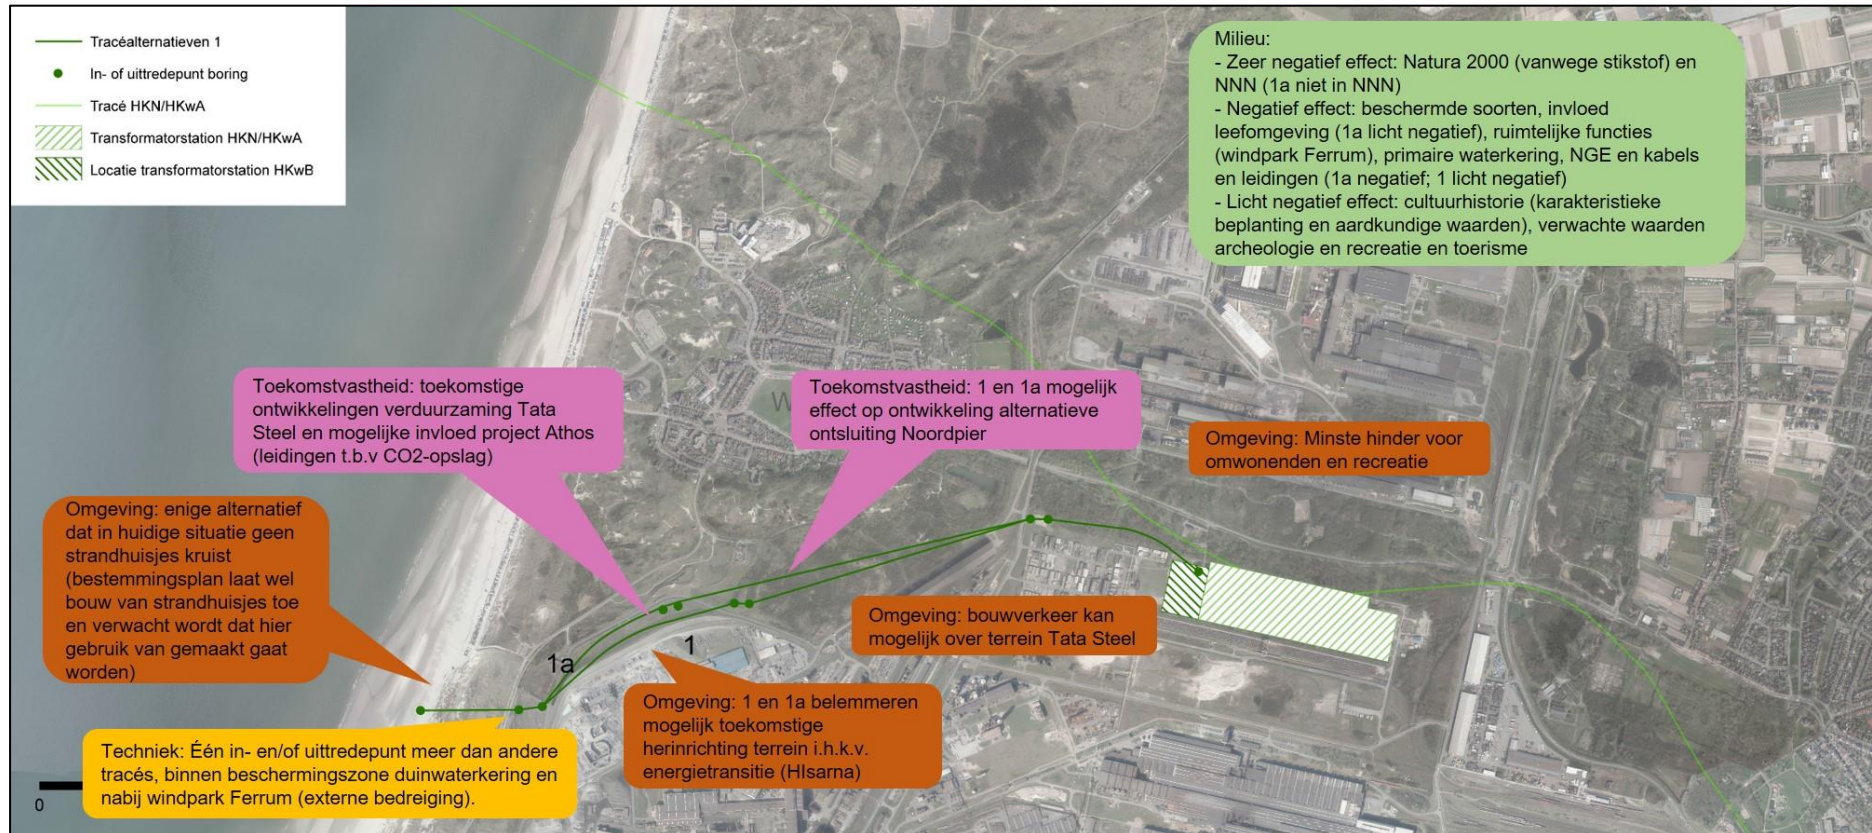 Tracéalternatieven 1
In- of uittredepunt boring
Tracé HKN/HKwA
Transformatorstation HKN/HKwA
Locatie transformatorstation HKwB
Milieu:
- Zeer negatief effect: Natura 2000 (vanwege stikstof) en
NNN (1a niet in NNN)
- Negatief effect: beschermde soorten, invloed
leefomgeving (1a licht negatief), ruimtelijke functies
(windpark Ferrum), primaire waterkering, NGE en kabels
en leidingen (1a negatief; 1 licht negatief)
- Licht negatief effect: cultuurhistorie (karakteristieke
beplanting en aardkundige waarden), verwachte waarden
archeologie en recreatie en toerisme
Toekomstvastheid: toekomstige
ontwikkelingen verduurzaming Tata
Steel en mogelijke invloed project Athos
(leidingen t.b.v CO2-opslag)
Toekomstvastheid: 1 en 1a mogelijk
effect op ontwikkeling alternatieve
ontsluiting Noordpier
Omgeving: Minste hinder voor
omwonenden en recreatie
Omgeving: enige alternatief
dat in huidige situatie geen
strandhuisjes kruist
(bestemmingsplan laat wel
bouw van strandhuisjes toe
en verwacht wordt dat hier
gebruik van gemaakt gaat
worden)
Omgeving: bouwverkeer kan
mogelijk over terrein Tata Steel
1
1a
Omgeving: 1 en 1a belemmeren
mogelijk toekomstige
herinrichting terrein i.h.k.v.
energietransitie (HIsarna)
Techniek: Één in- en/of uittredepunt meer dan andere
tracés, binnen beschermingszone duinwaterkering en
nabij windpark Ferrum (externe bedreiging).
0